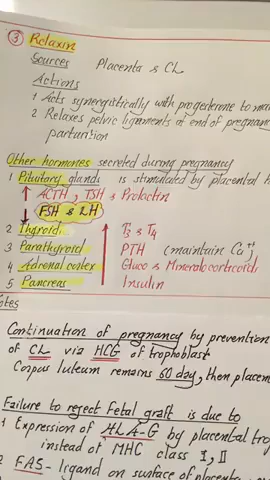 ③ Relaxin
Sources Placenta & CL
Actions
1 Acts synergistically with progesterone to
2 Relaxes pelvic ligaments at end of
parturition
Other hormones secreted during pregnancy
1 Pituitary glands is stimulated by placental
↑ ACTH, TSH & Prolactin
↓ FSH & LH
2 Thyroid T3 & T4
3 Parathyroid ↑ PTH (maintain Ca++)
4 Adrenal cortex Gluco & Mineralocorticoid
5 Pancreas Insulin
Continuation of pregnancy by prevention
of CL via HCG of trophoblast
Corpus luteum remains 60 day, then
Failure to reject Fetal graft is due to
1 Expression of HLA-G by placental
instead of MHC class I, II
2 FAS-ligand on surface of